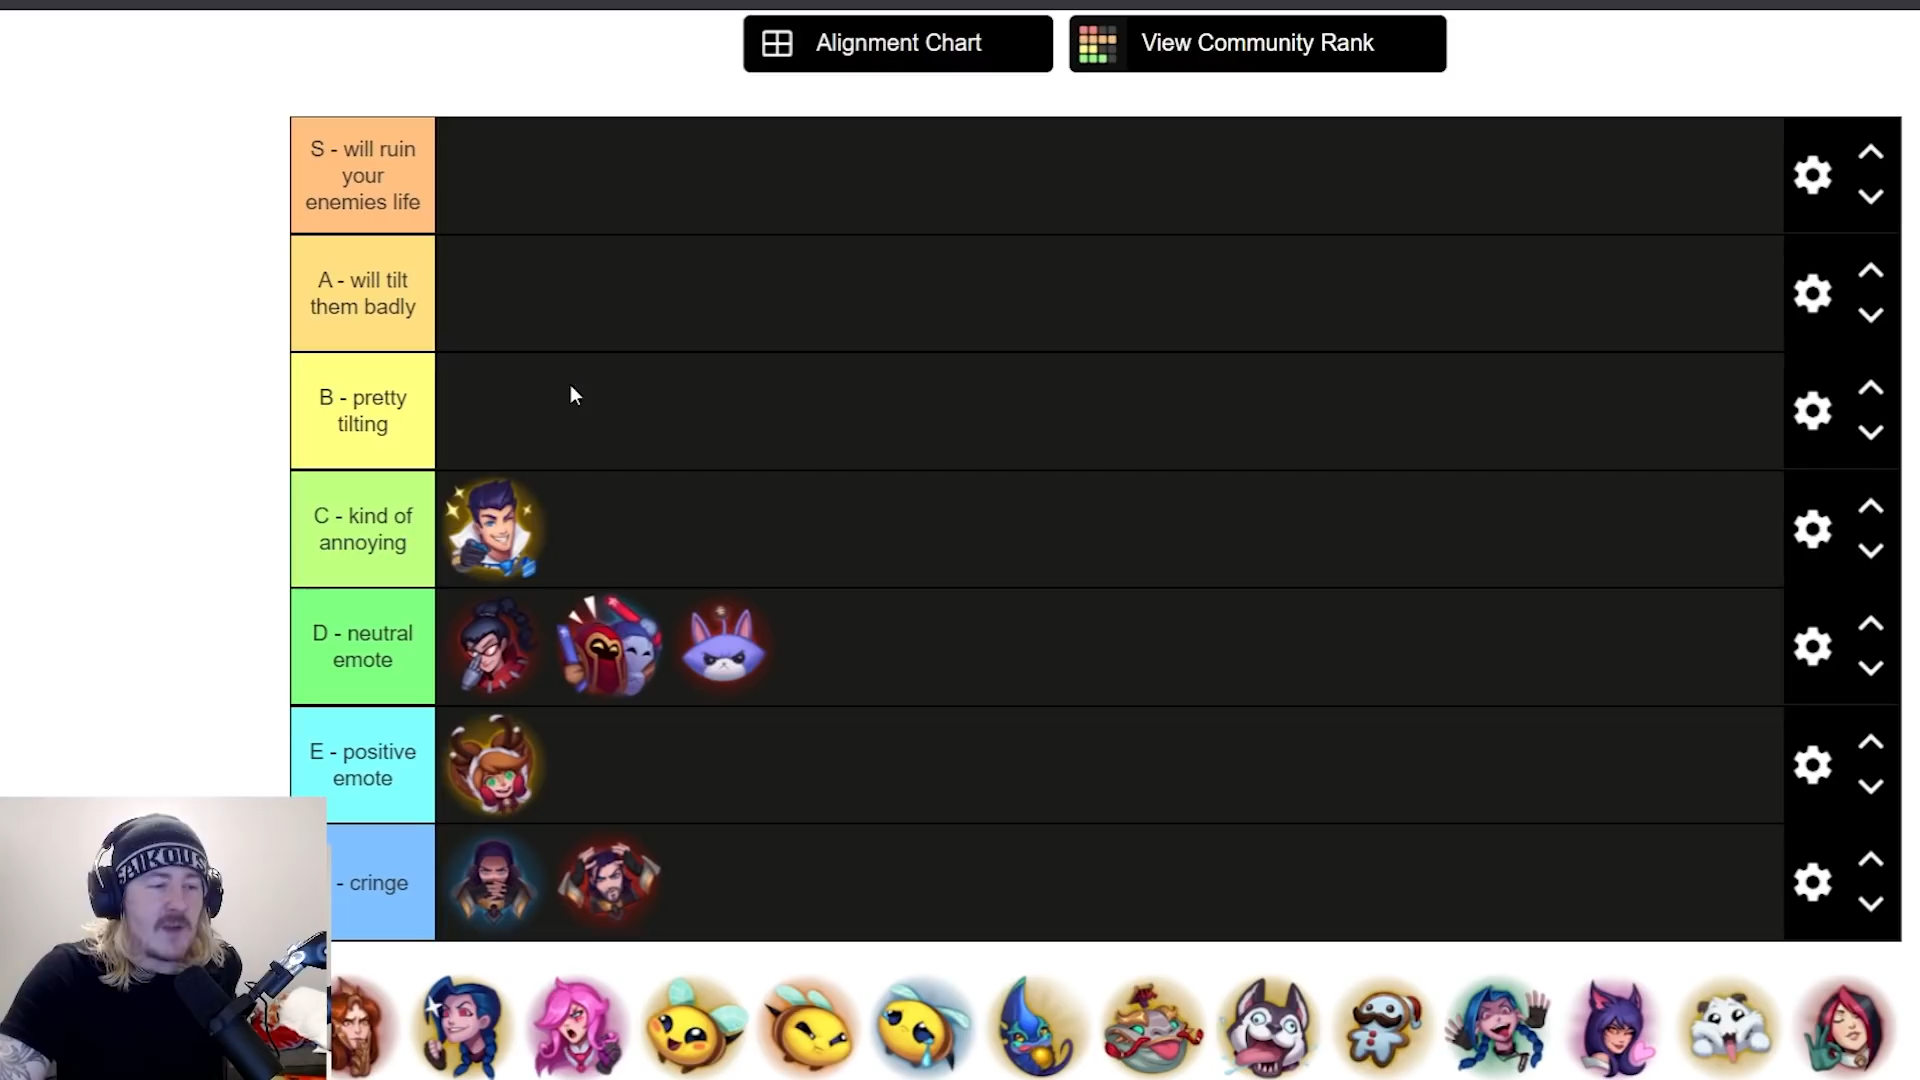 Alignment Chart
View Community Rank
S - will ruin
your
enemies life
A - will tilt
them badly
B - pretty
tilting
C - kind of
annoying
D - neutral
emote
E - positive
emote
- cringe